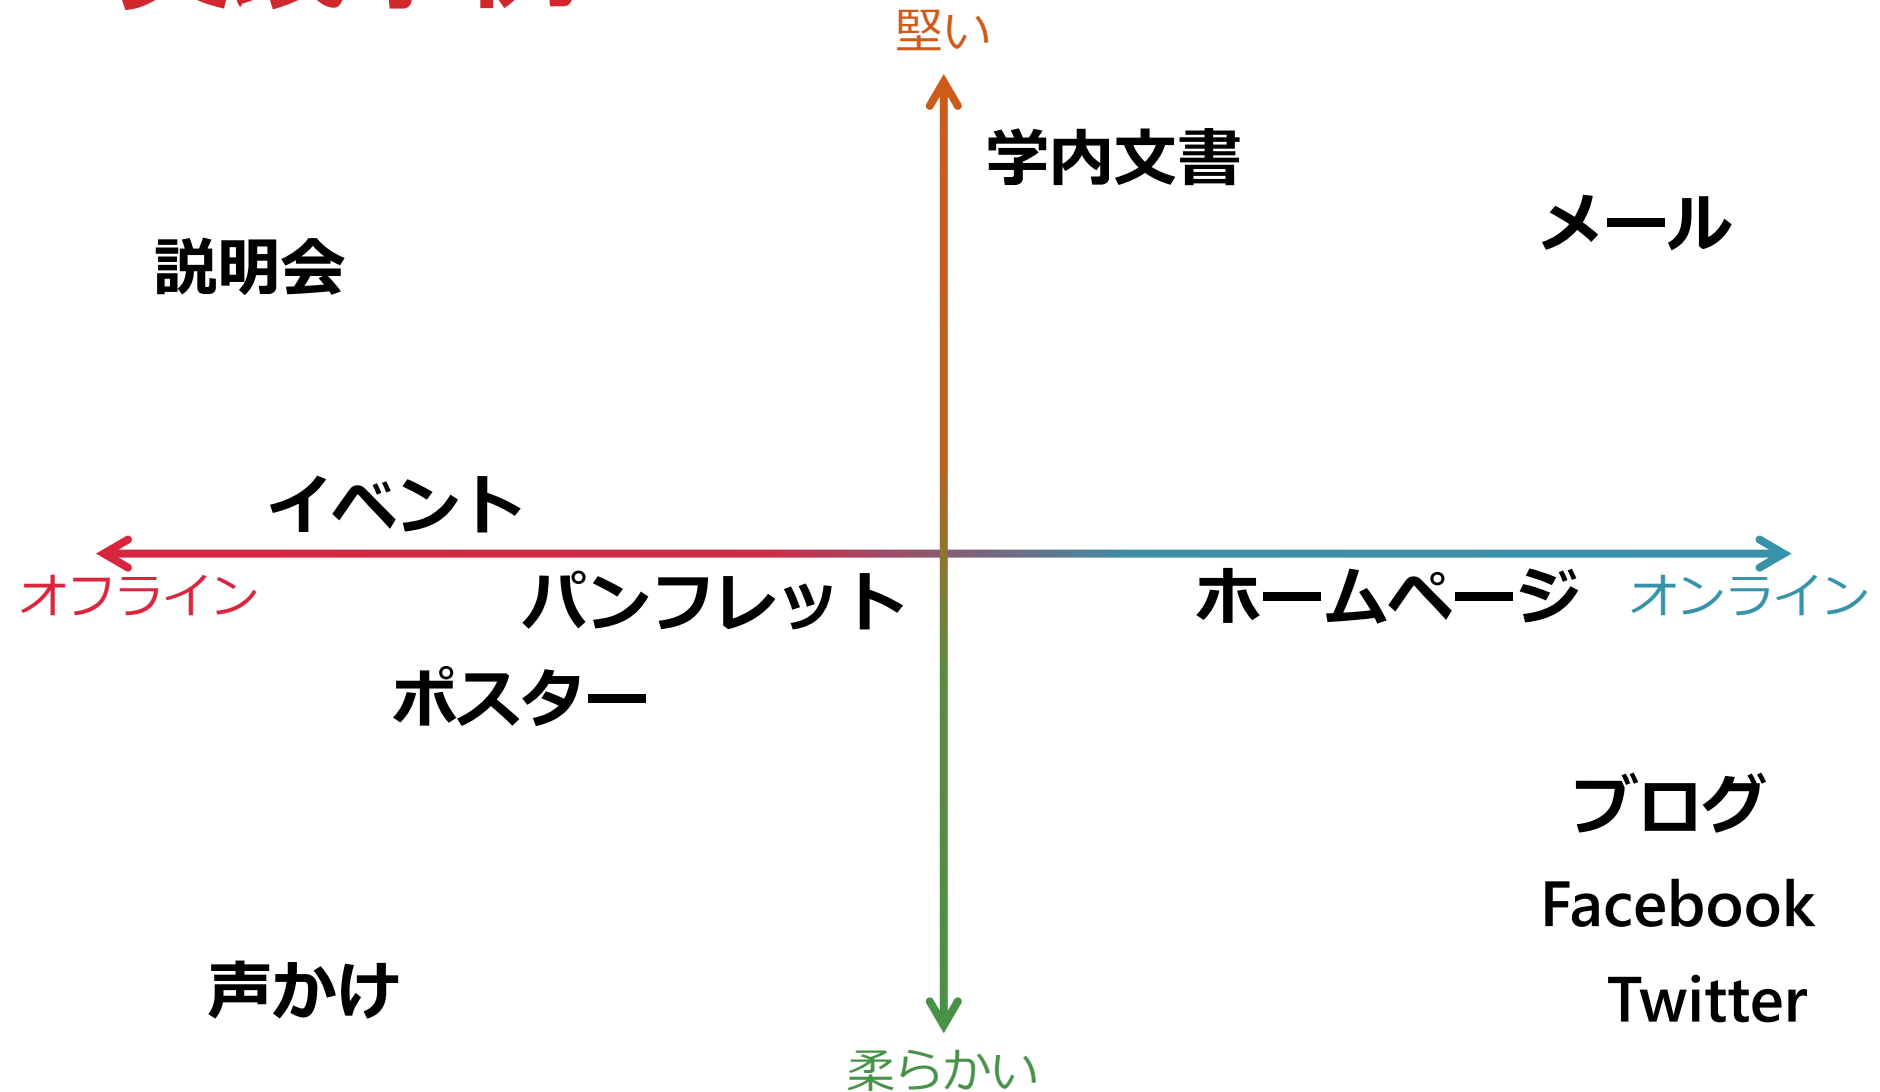 堅い
学内文書
メール
説明会
イベント
オフライン
パンフレット
ホームページ
オンライン
ポスター
ブログ
Facebook
声かけ
Twitter
柔らかい